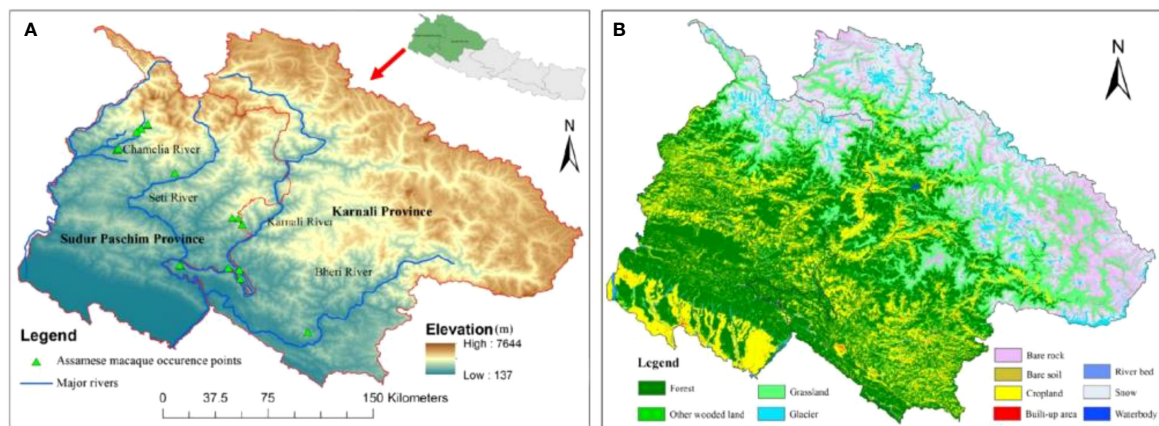 A
N
Chamelia River
Seti River
Karnali River
Karnali Province
Sudur Paschim Province
Bheri River
Legend
Assamese macaque occurence points
Major rivers
Elevation (m)
High : 7644
Low : 137
0 37.5 75 150 Kilometers
B
N
Legend
Forest
Other wooded land
Grassland
Glacier
Bare rock
Bare soil
Cropland
Built-up area
River bed
Snow
Waterbody